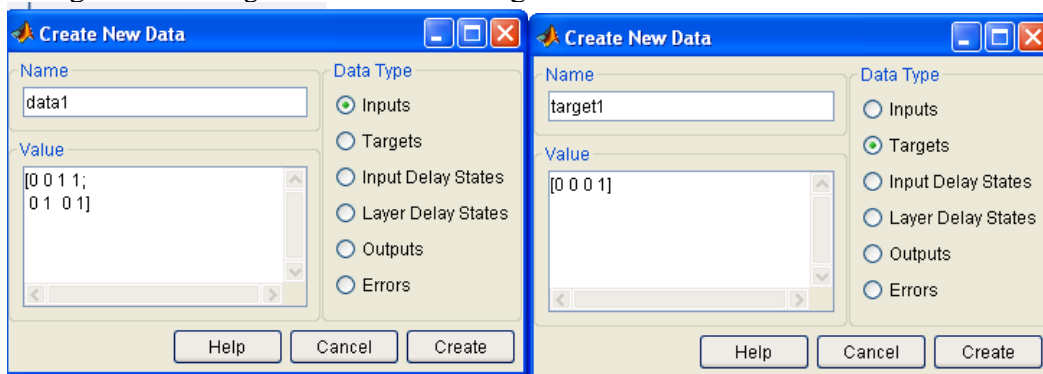 Create New Data
Name
data1
Value
[0 0 1 1;
0 1 0 1]
Data Type
Inputs
Targets
Input Delay States
Layer Delay States
Outputs
Errors
Help
Cancel
Create
Create New Data
Name
target1
Value
[0 0 0 1]
Data Type
Inputs
Targets
Input Delay States
Layer Delay States
Outputs
Errors
Help
Cancel
Create